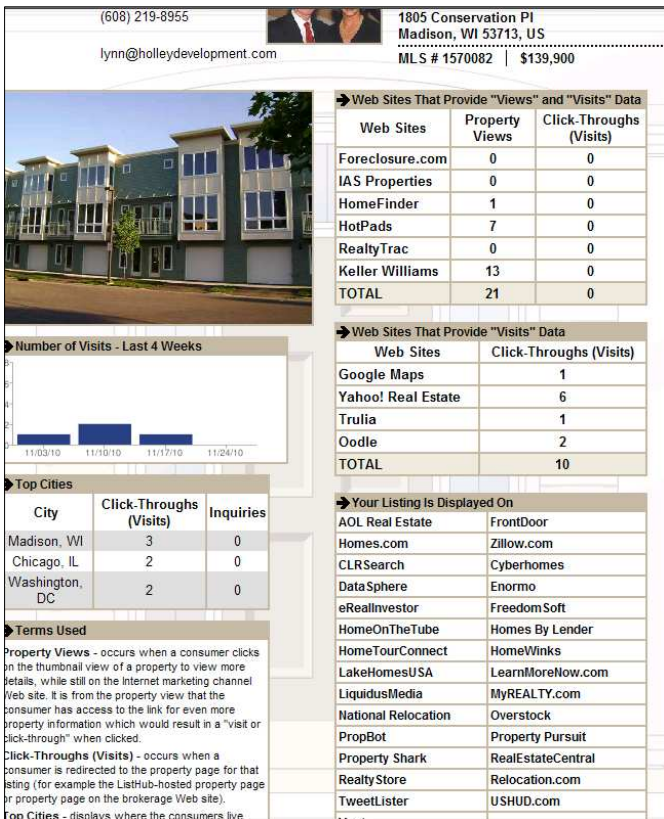 (608) 219-8955
lynn@holleydevelopment.com
1805 Conservation Pl
Madison, WI 53713, US
MLS # 1570082 | $139,900
Web Sites That Provide "Views" and "Visits" Data
Web Sites Property Views Click-Throughs (Visits)
Foreclosure.com 0 0
IAS Properties 0 0
HomeFinder 1 0
HotPads 7 0
RealtyTrac 0 0
Keller Williams 13 0
TOTAL 21 0
Number of Visits - Last 4 Weeks
8
6
4
2
0
11/03/10 11/10/10 11/17/10 11/24/10
Web Sites That Provide "Visits" Data
Web Sites Click-Throughs (Visits)
Google Maps 1
Yahoo! Real Estate 6
Trulia 1
Oodle 2
TOTAL 10
Top Cities
City Click-Throughs (Visits) Inquiries
Madison, WI 3 0
Chicago, IL 2 0
Washington, DC 2 0
Terms Used
Property Views - occurs when a consumer clicks
on the thumbnail view of a property to view more
details, while still on the Internet marketing channel
Web site. It is from the property view that the
consumer has access to the link for even more
property information which would result in a "visit or
click-through" when clicked.
Click-Throughs (Visits) - occurs when a
consumer is redirected to the property page for that
listing (for example the ListHub-hosted property page
or property page on the brokerage Web site).
Top Cities - displays where the consumers live
Your Listing Is Displayed On
AOL Real Estate FrontDoor
Homes.com Zillow.com
CLRSearch Cyberhomes
DataSphere Enormo
eRealInvestor FreedomSoft
HomeOnTheTube Homes By Lender
HomeTourConnect HomeWinks
LakeHomesUSA LearnMoreNow.com
LiquidusMedia MyREALTY.com
National Relocation Overstock
PropBot Property Pursuit
Property Shark RealEstateCentral
RealtyStore Relocation.com
TweetLister USHUD.com